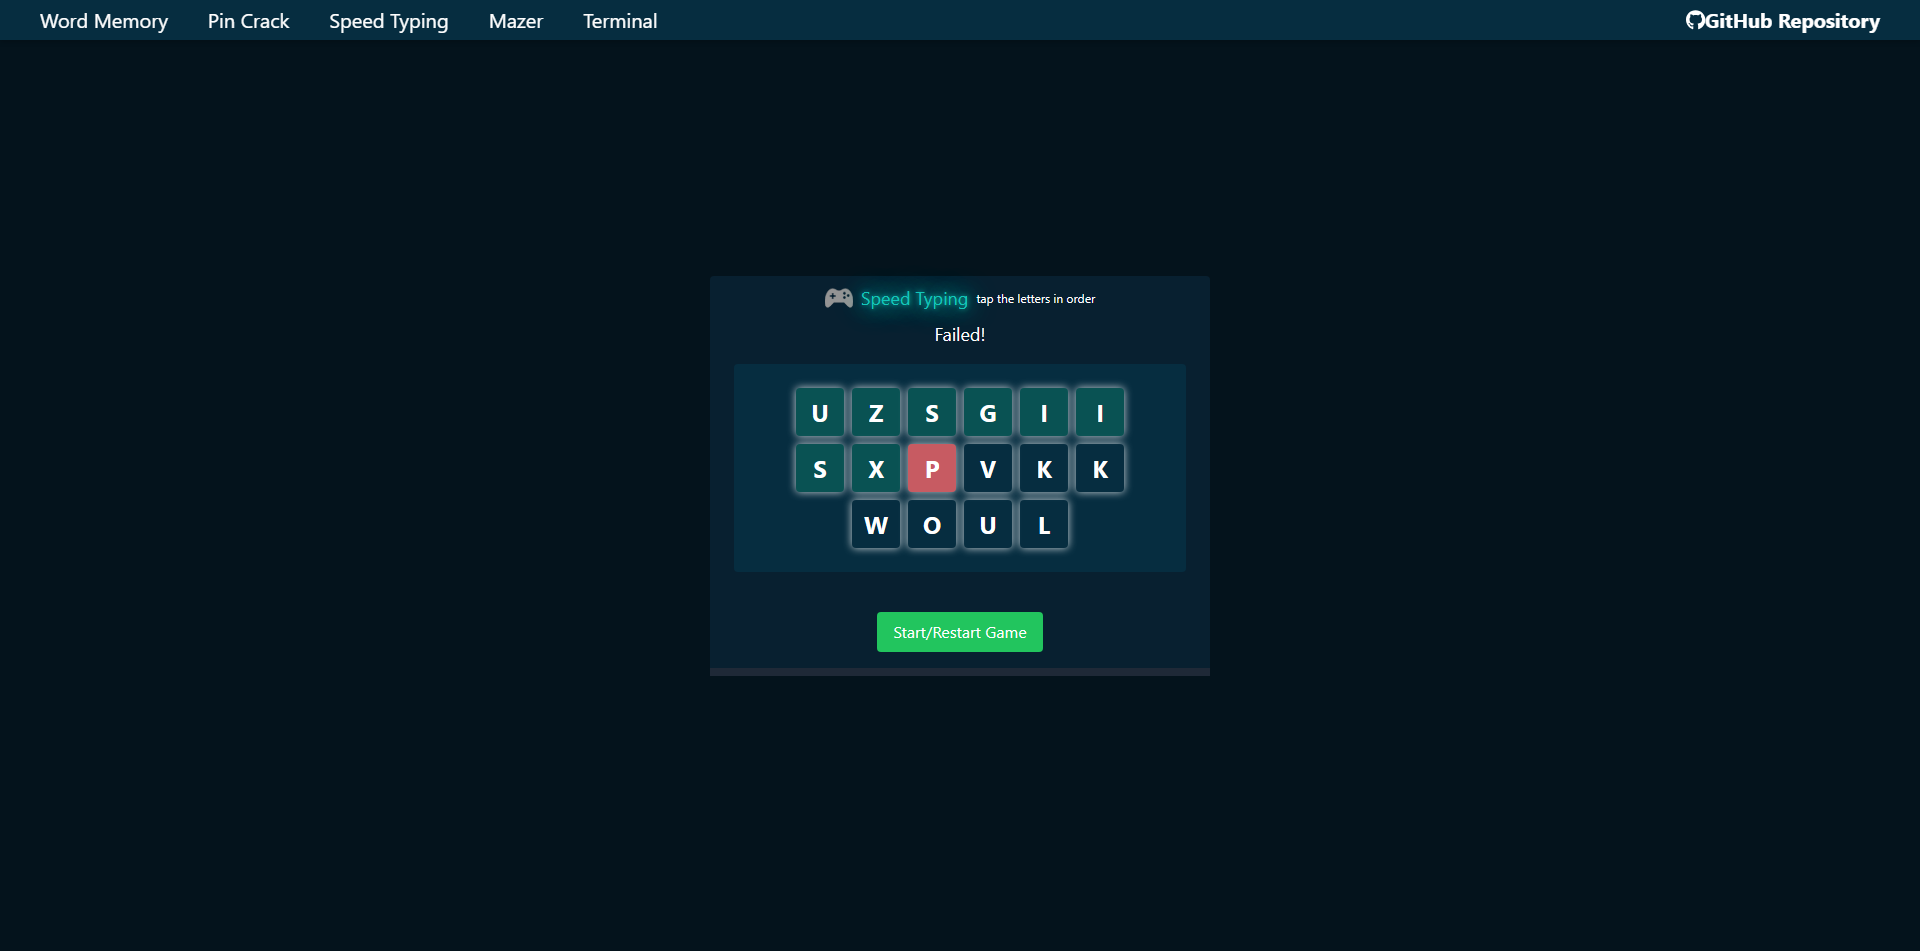 Word Memory Pin Crack Speed Typing Mazer Terminal GitHub Repository
Speed Typing tap the letters in order
Failed!
U Z S G I I
S X P V K K
W O U L
Start/Restart Game